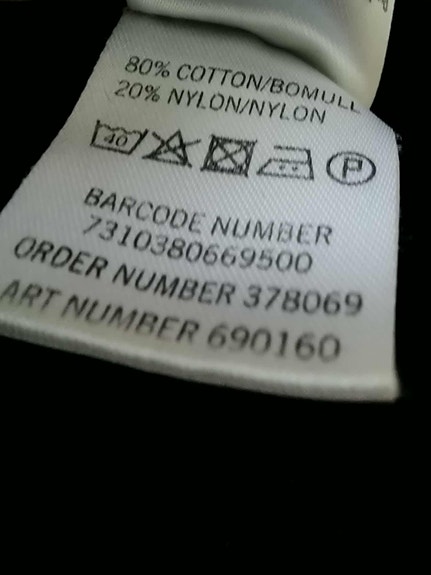 80% COTTON/BOMULL
20% NYLON/NYLON
40 P
BARCODE NUMBER
7310380669500
ORDER NUMBER 378069
ART NUMBER 690160